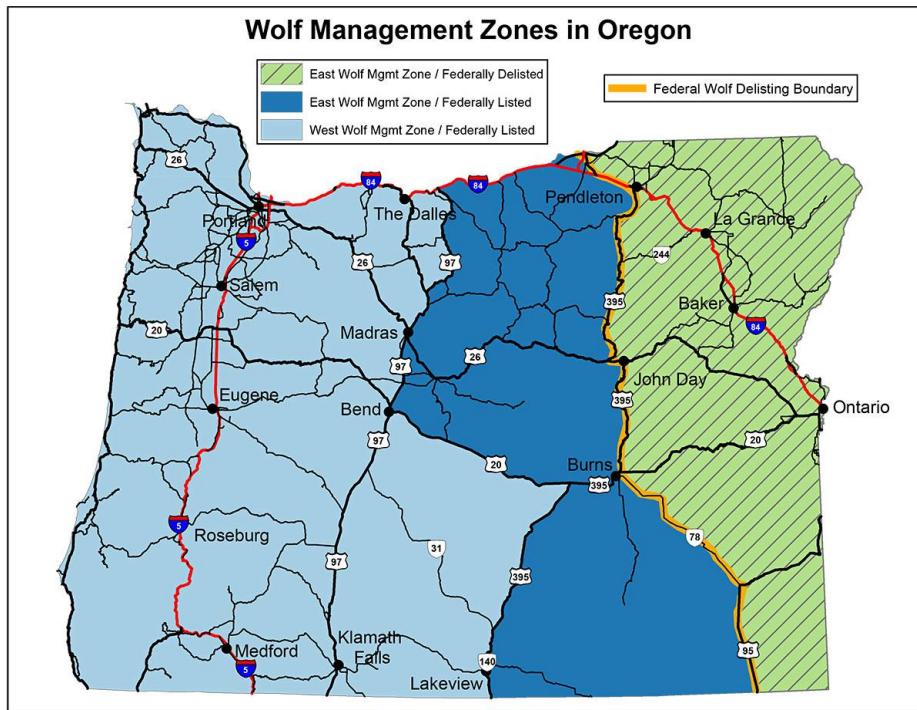 Wolf Management Zones in Oregon
East Wolf Mgmt Zone / Federally Delisted
East Wolf Mgmt Zone / Federally Listed
West Wolf Mgmt Zone / Federally Listed
Federal Wolf Delisting Boundary
26
84
84
Pendleton
Portland
The Dalles
La Grande
5
244
26
97
Salem
395
Baker
20
Madras
84
97
26
John Day
Eugene
395
Bend
Ontario
97
20
20
Burns
395
5
Roseburg
31
78
97
395
Medford
Klamath
Falls
95
5
Lakeview
140